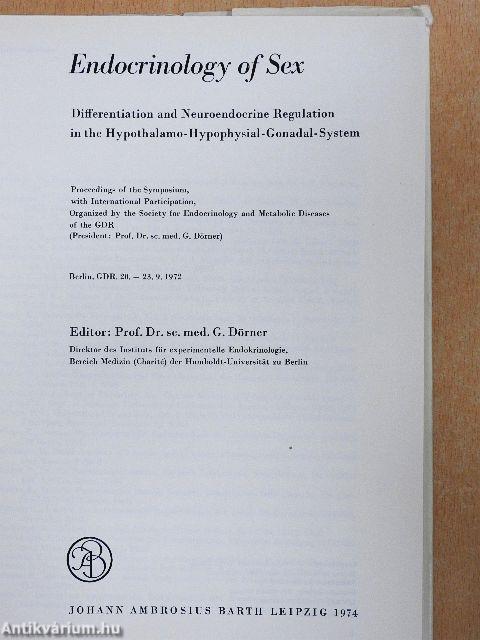 Endocrinology of Sex
Differentiation and Neuroendocrine Regulation
in the Hypothalamo-Hypophysial-Gonadal-System
Proceedings of the Symposium,
with International Participation,
Organized by the Society for Endocrinology and Metabolic Diseases
of the GDR
(President: Prof. Dr. sc. med. G. Dörner)
Berlin, GDR, 20. — 23. 9. 1972
Editor: Prof. Dr. sc. med. G. Dörner
Direktor des Instituts für experimentelle Endokrinologie,
Bereich Medizin (Charité) der Humboldt-Universität zu Berlin
JAB
JOHANN AMBROSIUS BARTH LEIPZIG 1974
Antikvárium.hu